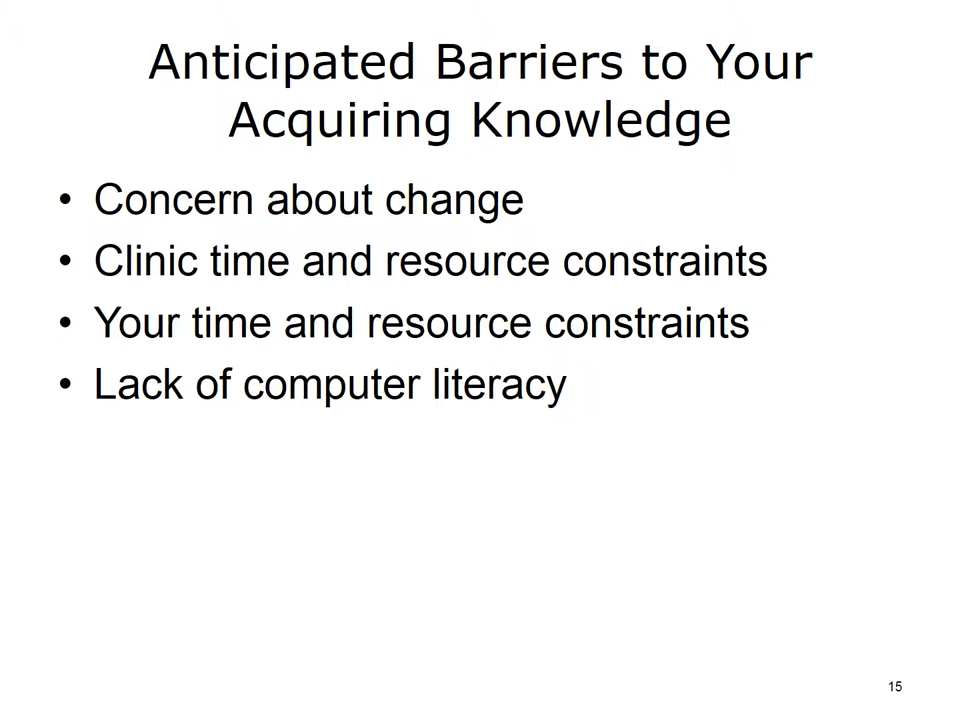 Anticipated Barriers to Your
Acquiring Knowledge
• Concern about change
• Clinic time and resource constraints
• Your time and resource constraints
• Lack of computer literacy
15